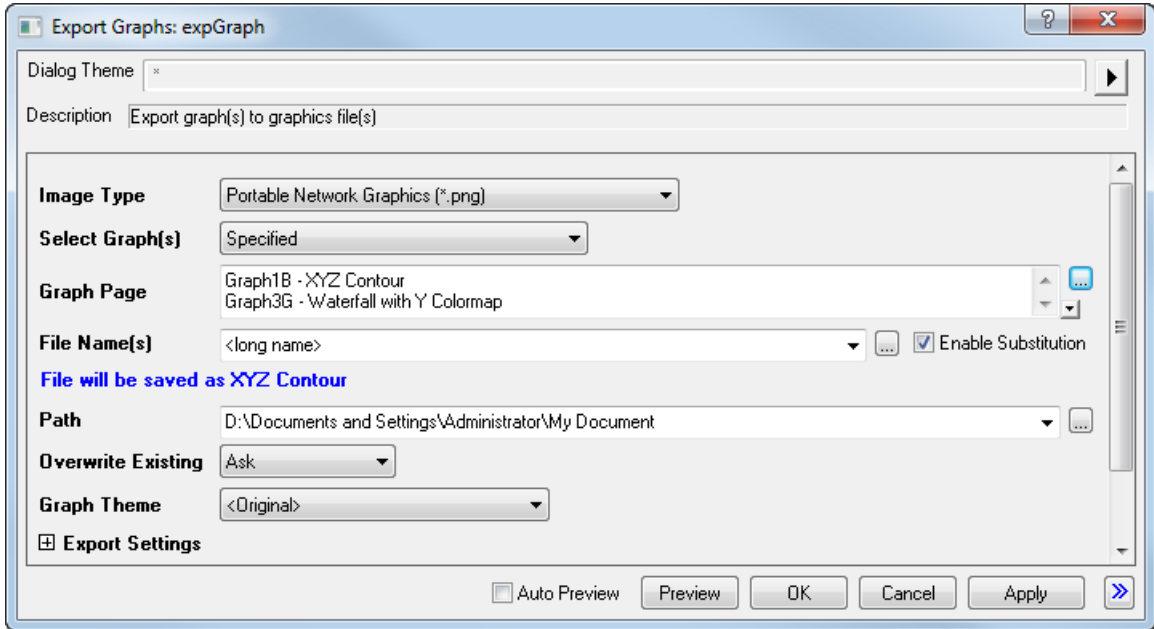 Export Graphs: expGraph
Dialog Theme *
Description Export graph(s) to graphics file(s)
Image Type Portable Network Graphics (*.png)
Select Graph(s) Specified
Graph Page Graph1B - XYZ Contour
Graph3G - Waterfall with Y Colormap
File Name(s) <long name> ... Enable Substitution
File will be saved as XYZ Contour
Path D:\Documents and Settings\Administrator\My Document ...
Overwrite Existing Ask
Graph Theme <Original>
Export Settings
Auto Preview Preview OK Cancel Apply